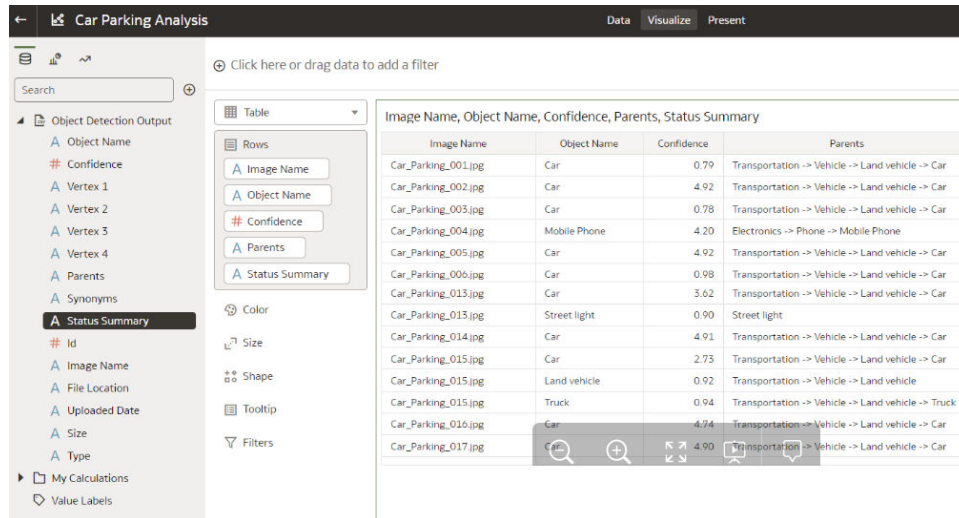 Car Parking Analysis
Data Visualize Present
Click here or drag data to add a filter
Search
Object Detection Output
A Object Name
# Confidence
A Vertex 1
A Vertex 2
A Vertex 3
A Vertex 4
A Parents
A Synonyms
A Status Summary
# Id
A Image Name
A File Location
A Uploaded Date
A Size
A Type
My Calculations
Value Labels
Table
Rows
A Image Name
A Object Name
# Confidence
A Parents
A Status Summary
Color
Size
Shape
Tooltip
Filters
Image Name, Object Name, Confidence, Parents, Status Summary
Image Name Object Name Confidence Parents
Car_Parking_001.jpg Car 0.79 Transportation -> Vehicle -> Land vehicle -> Car
Car_Parking_002.jpg Car 4.92 Transportation -> Vehicle -> Land vehicle -> Car
Car_Parking_003.jpg Car 0.78 Transportation -> Vehicle -> Land vehicle -> Car
Car_Parking_004.jpg Mobile Phone 4.20 Electronics -> Phone -> Mobile Phone
Car_Parking_005.jpg Car 4.92 Transportation -> Vehicle -> Land vehicle -> Car
Car_Parking_006.jpg Car 0.98 Transportation -> Vehicle -> Land vehicle -> Car
Car_Parking_013.jpg Car 3.62 Transportation -> Vehicle -> Land vehicle -> Car
Car_Parking_013.jpg Street light 0.90 Street light
Car_Parking_014.jpg Car 4.91 Transportation -> Vehicle -> Land vehicle -> Car
Car_Parking_015.jpg Car 2.73 Transportation -> Vehicle -> Land vehicle -> Car
Car_Parking_015.jpg Land vehicle 0.92 Transportation -> Vehicle -> Land vehicle
Car_Parking_015.jpg Truck 0.94 Transportation -> Vehicle -> Land vehicle -> Truck
Car_Parking_016.jpg Car 4.74 Transportation -> Vehicle -> Land vehicle -> Car
Car_Parking_017.jpg Car 4.90 Transportation -> Vehicle -> Land vehicle -> Car